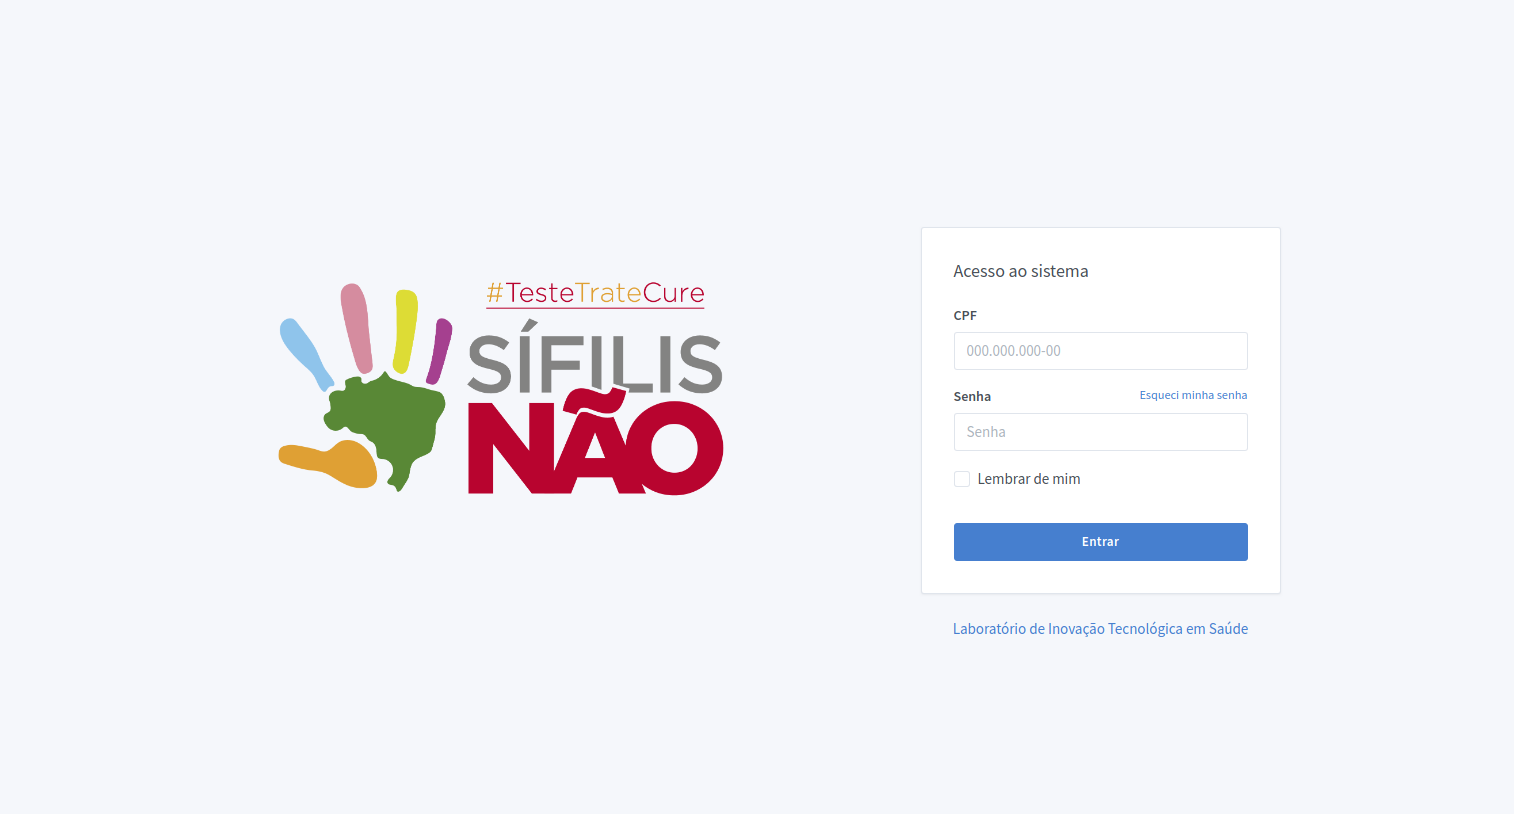 #TesteTrateCure
SÍFILIS
NÃO
Acesso ao sistema
CPF
000.000.000-00
Senha Esqueci minha senha
Senha
Lembrar de mim
Entrar
Laboratório de Inovação Tecnológica em Saúde